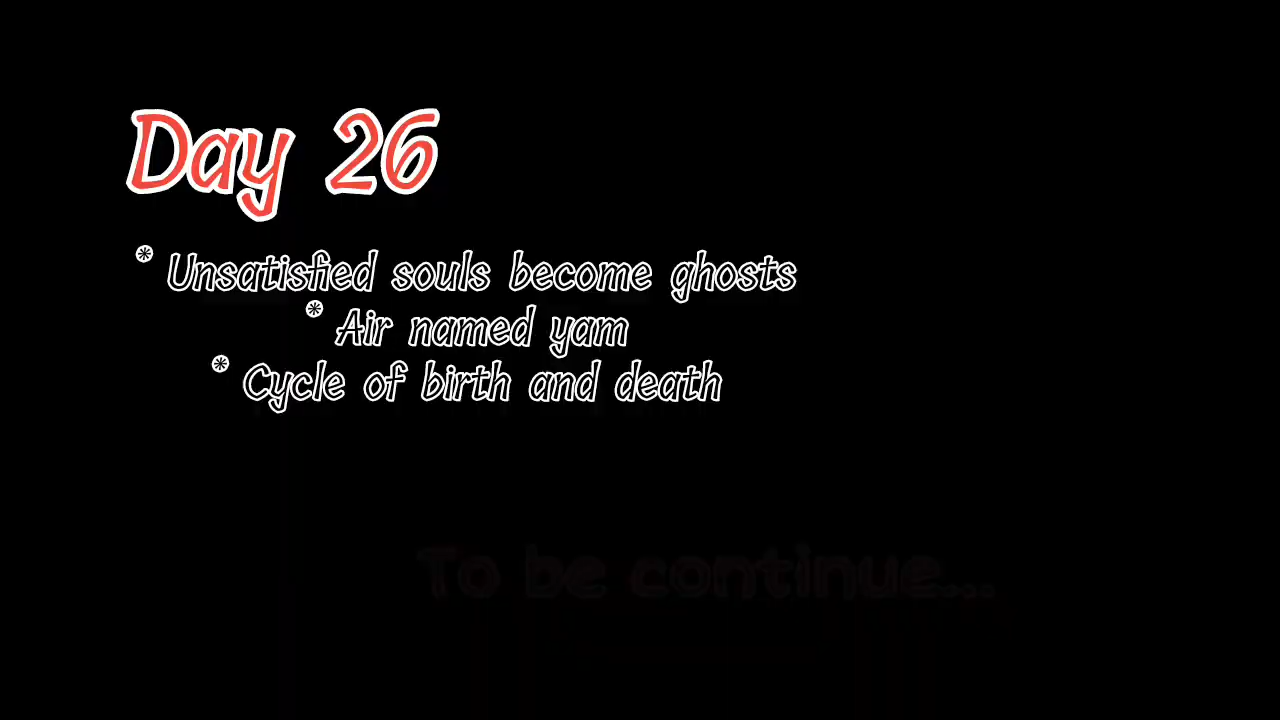 Day 26
* Unsatisfied souls become ghosts
* Air named yam
* Cycle of birth and death
To be continue...